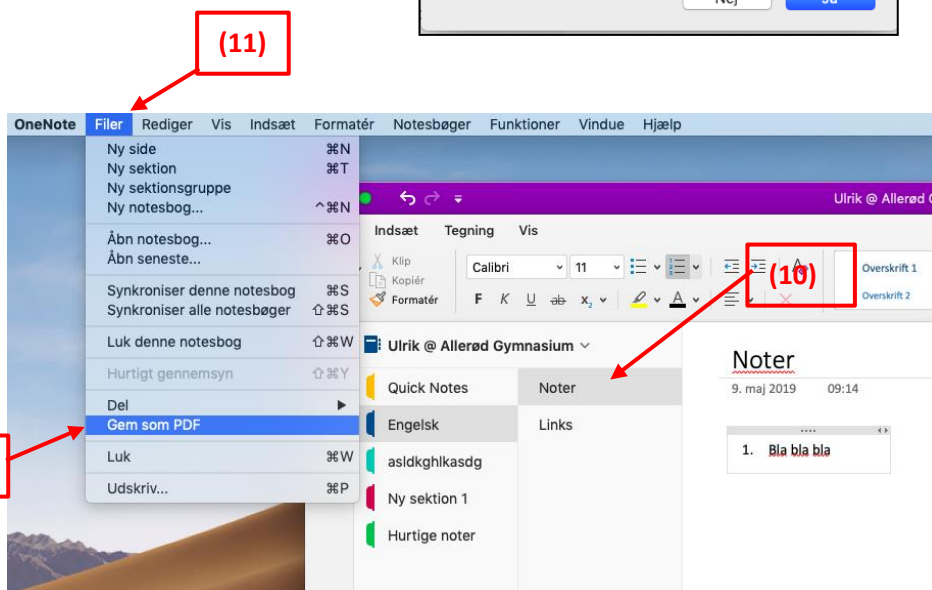 Nej Ja
(11)
OneNote Filer Rediger Vis Indsæt Formatér Notesbøger Funktioner Vindue Hjælp
Ny side ⌘N
Ny sektion ⌘T
Ny sektionsgruppe
Ny notesbog... ^⌘N
Åbn notesbog... ⌘O
Åbn seneste...
Synkroniser denne notesbog ⌘S
Synkroniser alle notesbøger ⇧⌘S
Luk denne notesbog ⇧⌘W
Hurtigt gennemsyn ⇧⌘Y
Del
Gem som PDF
Luk ⌘W
Udskriv... ⌘P
Ulrik @ Allerød
Indsæt Tegning Vis
Klip
Kopiér
Formatér
Calibri 11
F K U ab x₂ A
(10)
Overskrift 1
Overskrift 2
Ulrik @ Allerød Gymnasium
Quick Notes
Engelsk
asldkghlkasdg
Ny sektion 1
Hurtige noter
Noter
Links
Noter
9. maj 2019 09:14
1. Bla bla bla